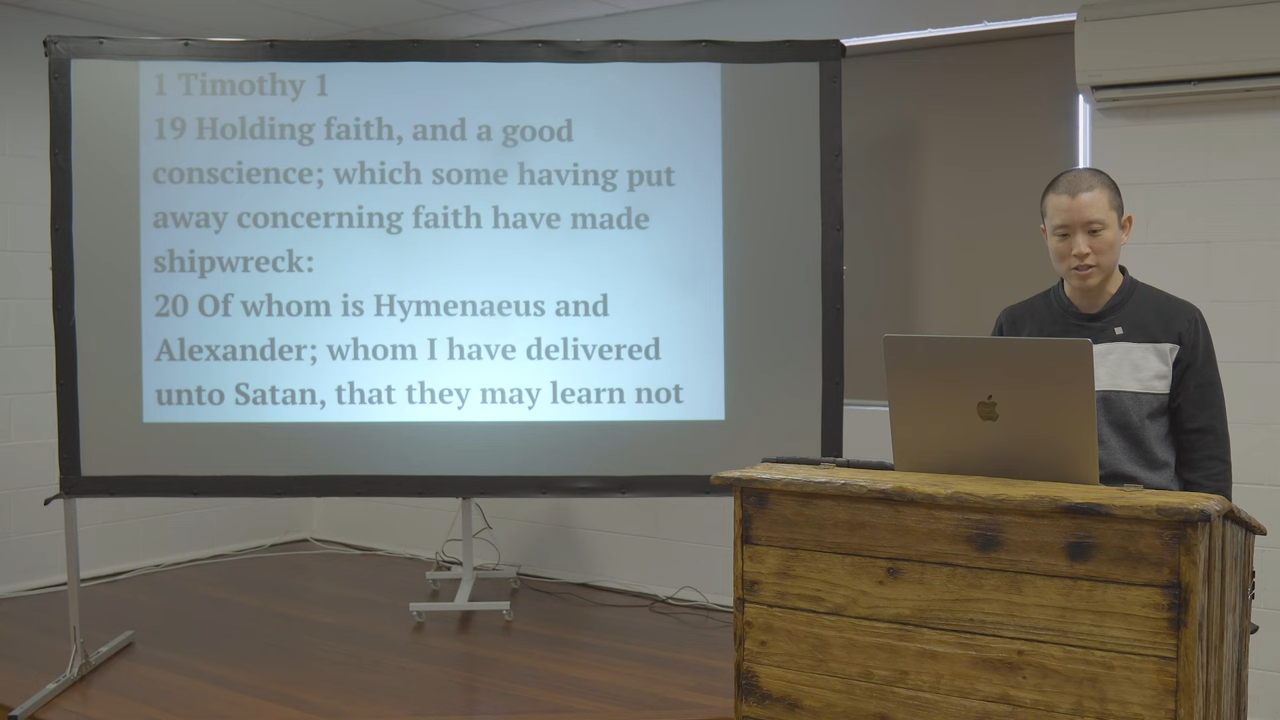 1 Timothy 1
19 Holding faith, and a good
conscience; which some having put
away concerning faith have made
shipwreck:
20 Of whom is Hymenaeus and
Alexander; whom I have delivered
unto Satan, that they may learn not